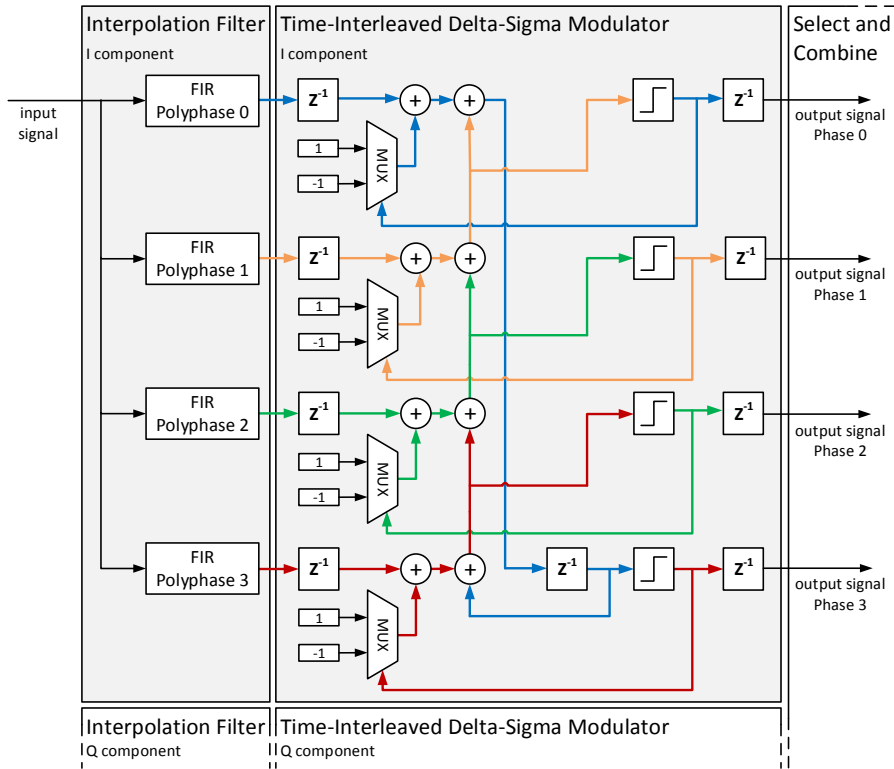 Interpolation Filter
I component
Time-Interleaved Delta-Sigma Modulator
I component
Select and
Combine
input
signal
FIR
Polyphase 0
Z-1
+
+
1
-1
MUX
Z-1
output signal
Phase 0
FIR
Polyphase 1
Z-1
+
+
1
-1
MUX
Z-1
output signal
Phase 1
FIR
Polyphase 2
Z-1
+
+
1
-1
MUX
Z-1
output signal
Phase 2
FIR
Polyphase 3
Z-1
+
+
Z-1
1
-1
MUX
Z-1
output signal
Phase 3
Interpolation Filter
Q component
Time-Interleaved Delta-Sigma Modulator
Q component